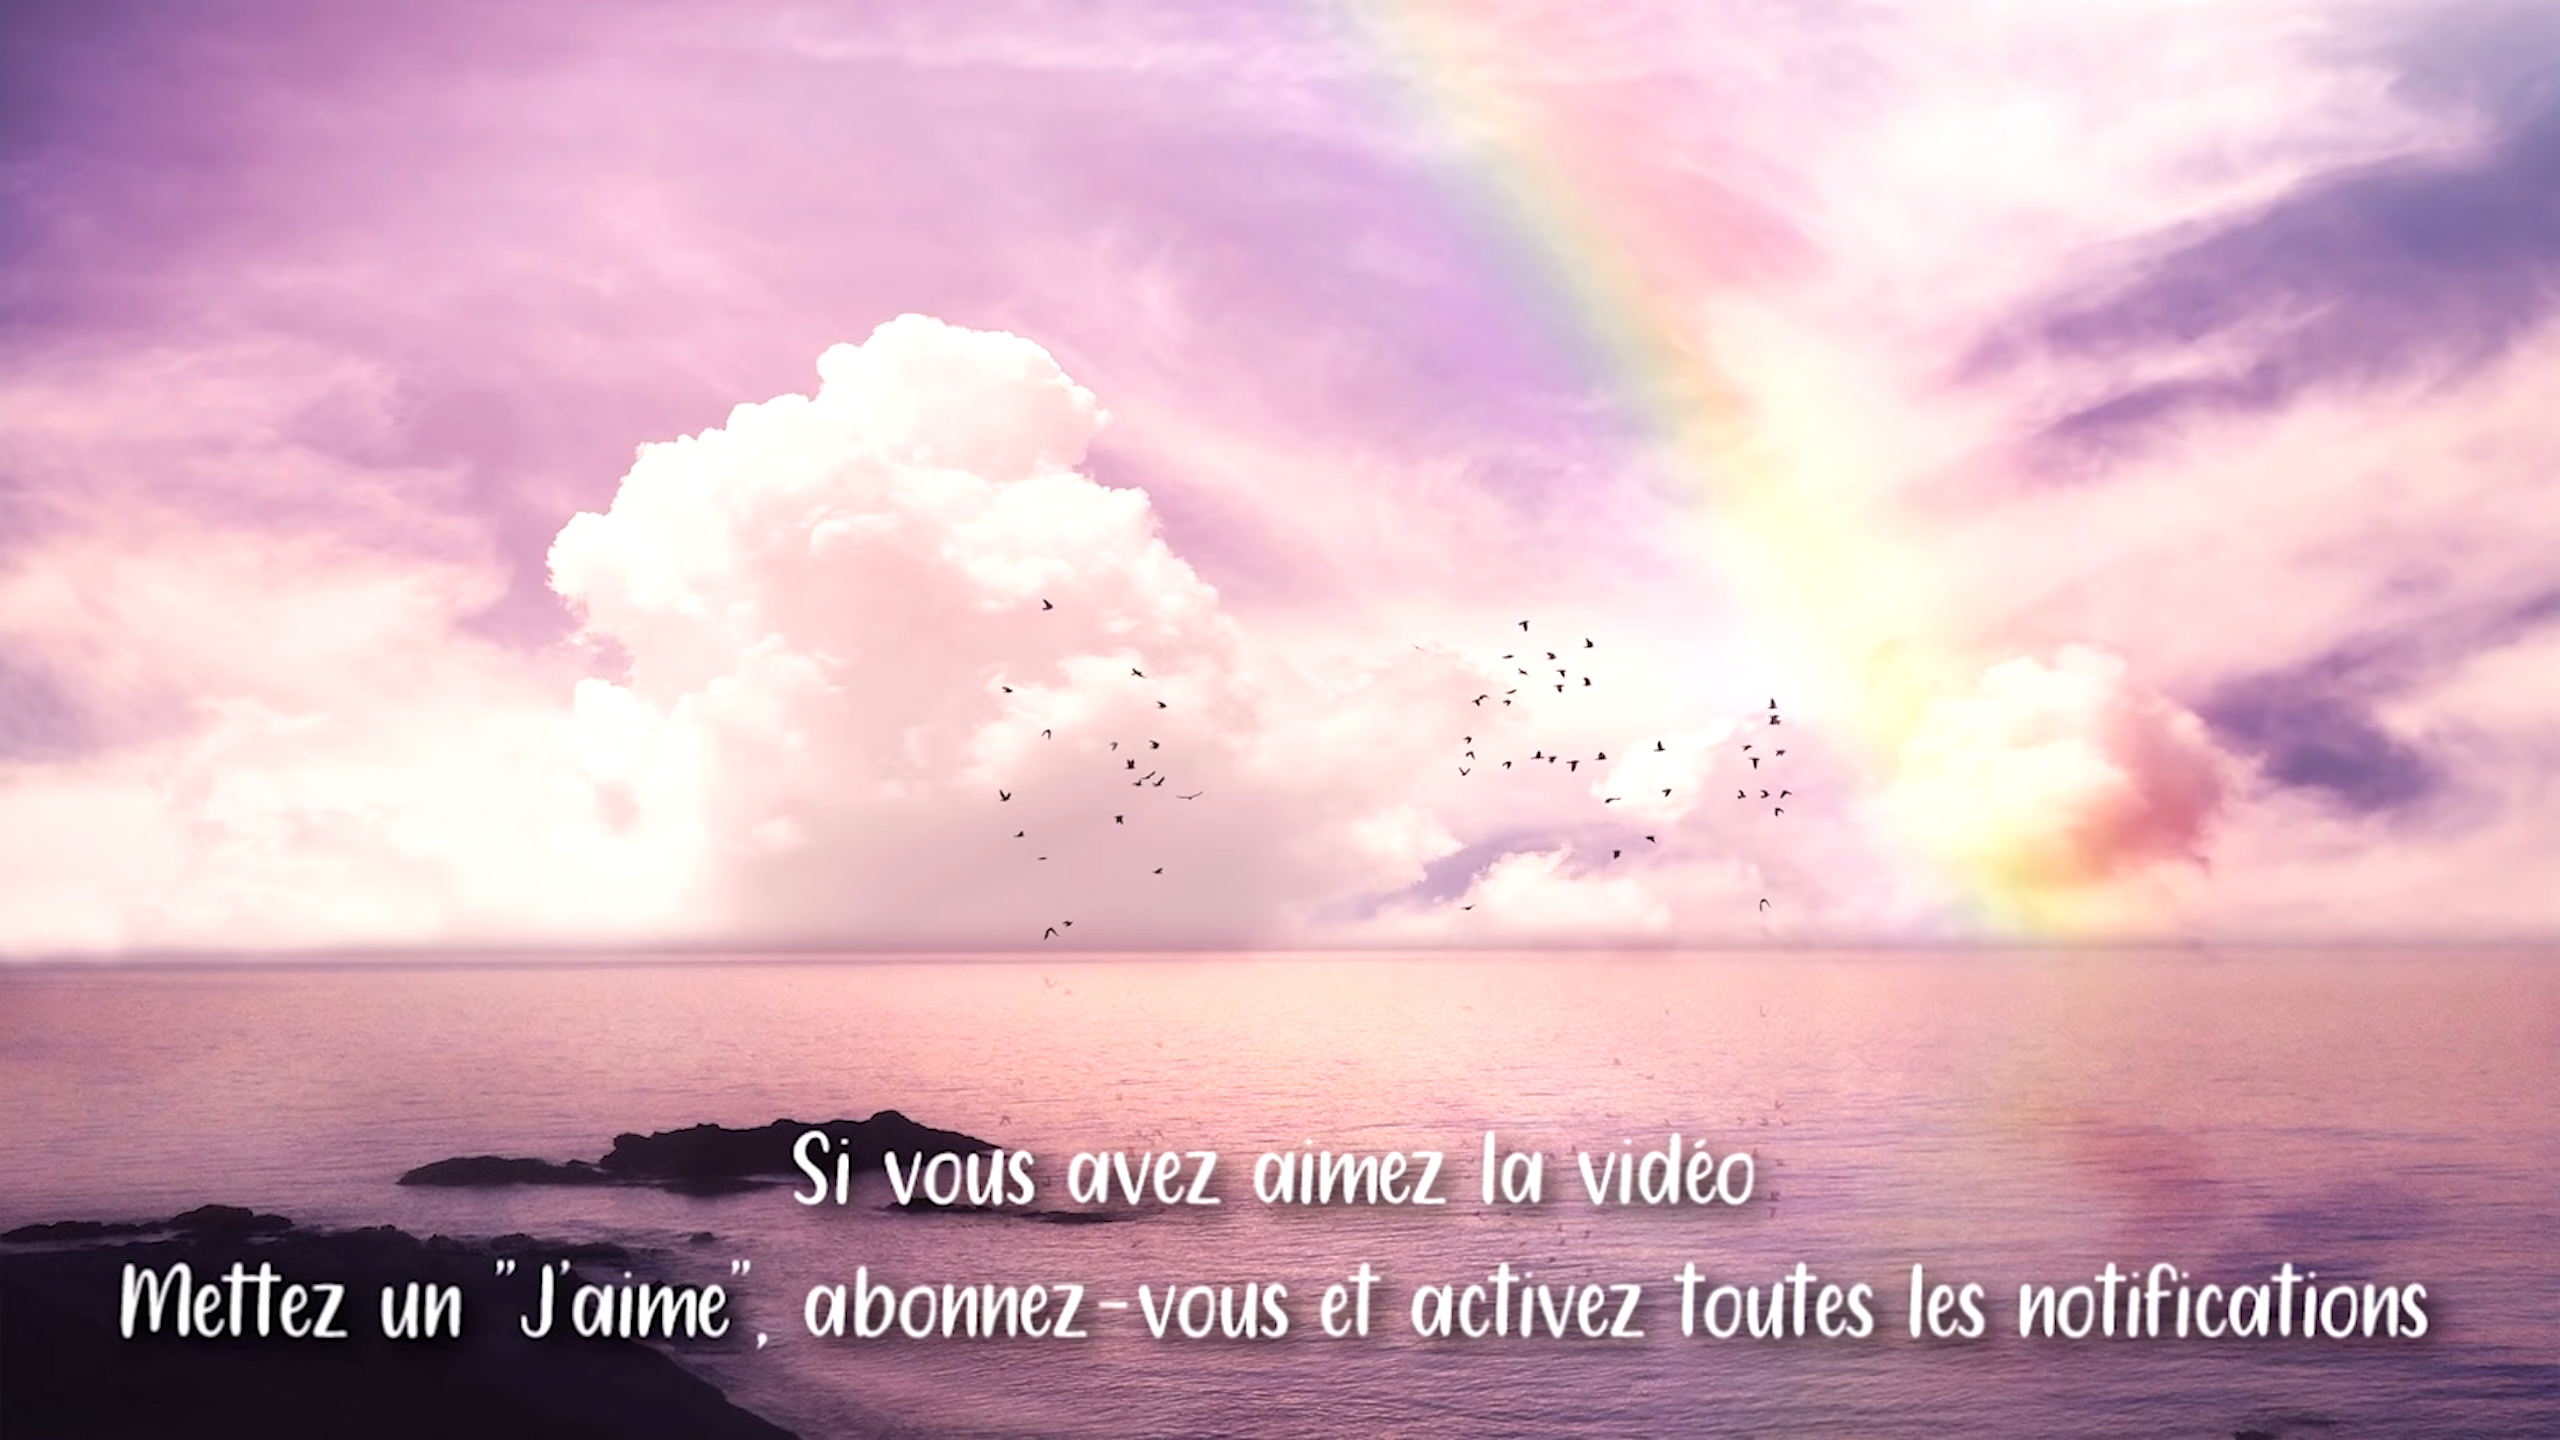 Si vous avez aimez la vidéo
Mettez un "J'aime", abonnez-vous et activez toutes les notifications